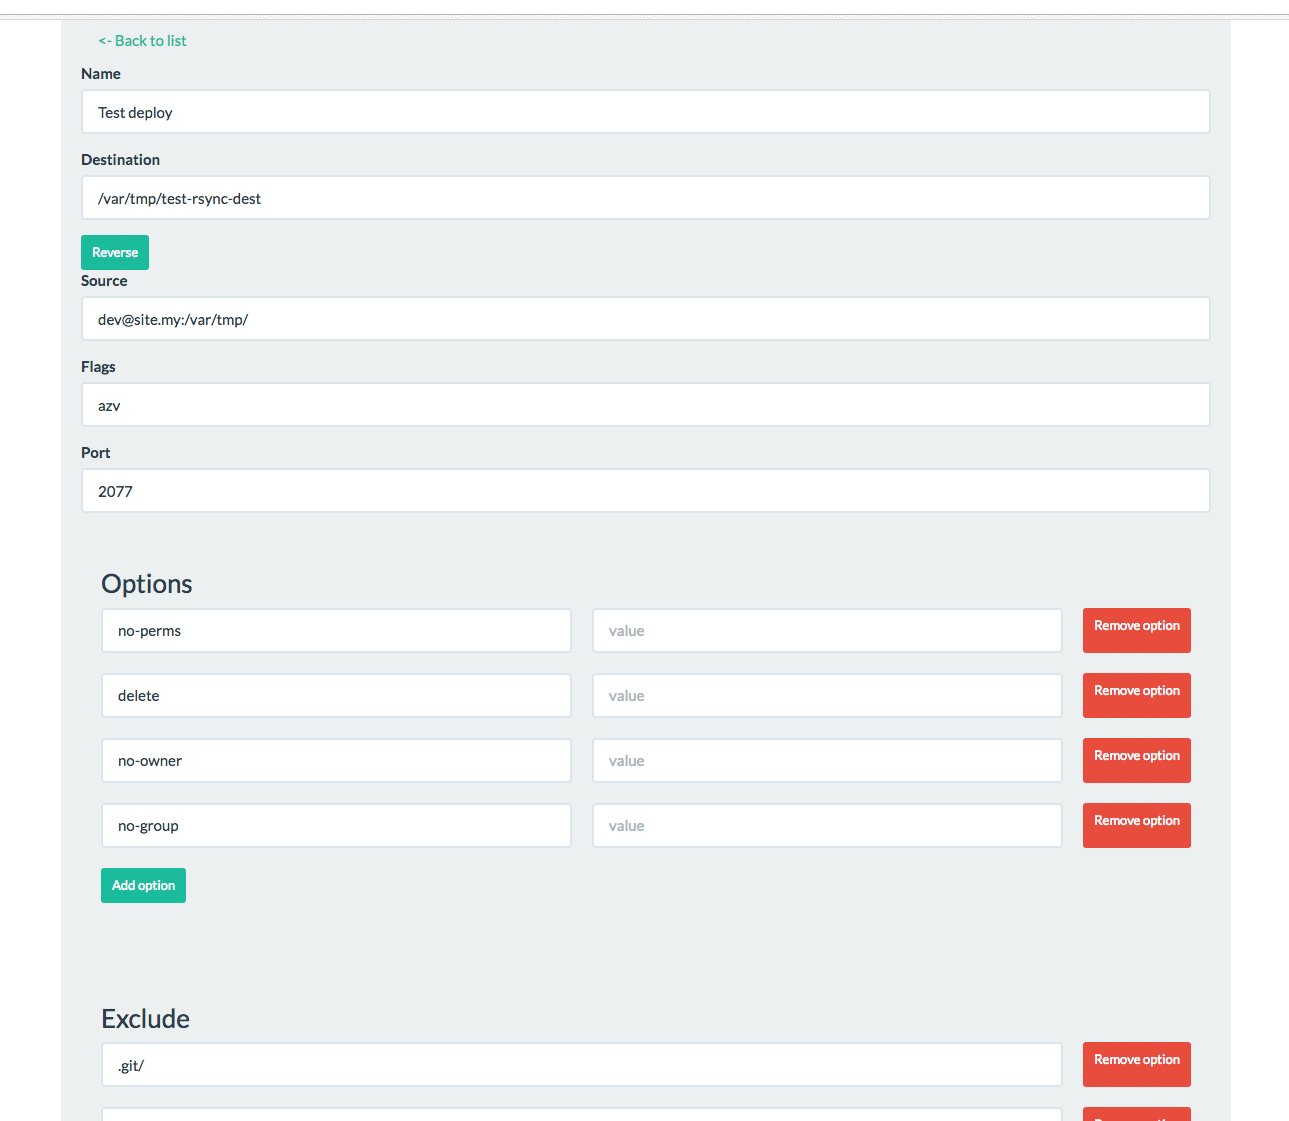 <- Back to list
Name
Test deploy
Destination
/var/tmp/test-rsync-dest
Reverse
Source
dev@site.my:/var/tmp/
Flags
azv
Port
2077
Options
no-perms value Remove option
delete value Remove option
no-owner value Remove option
no-group value Remove option
Add option
Exclude
.git/ Remove option